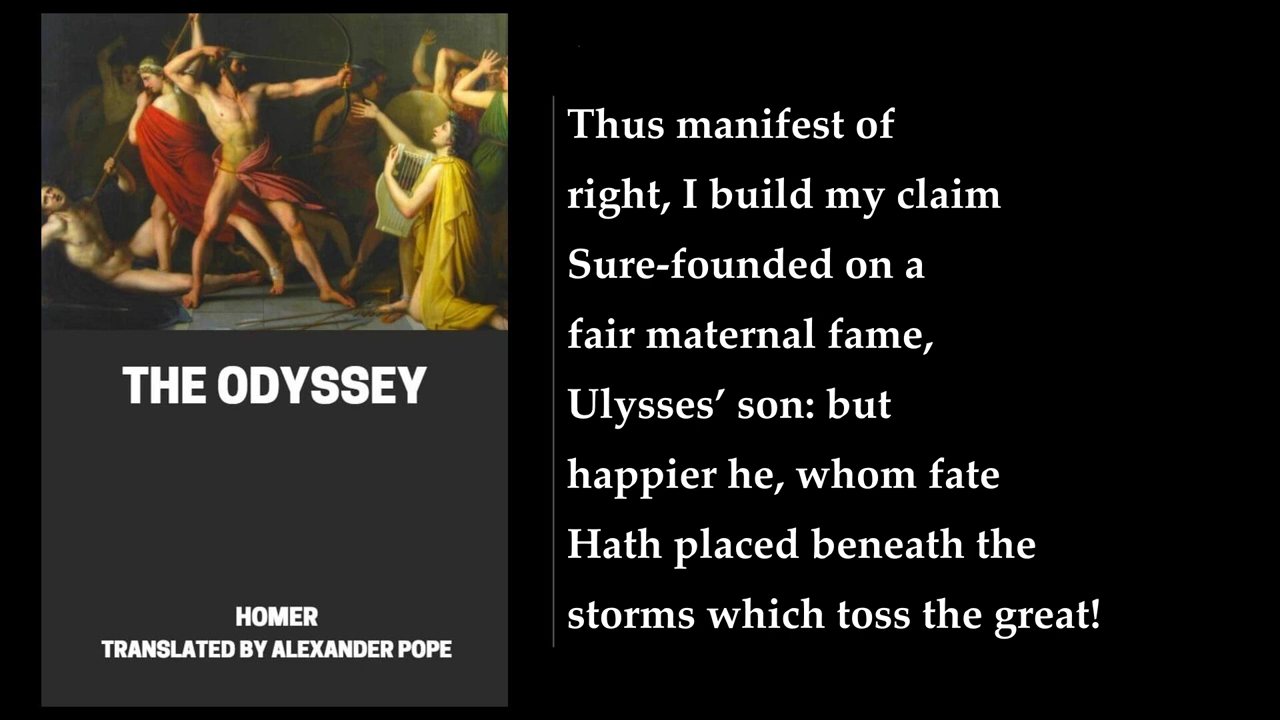 THE ODYSSEY
HOMER
TRANSLATED BY ALEXANDER POPE
Thus manifest of
right, I build my claim
Sure-founded on a
fair maternal fame,
Ulysses’ son: but
happier he, whom fate
Hath placed beneath the
storms which toss the great!